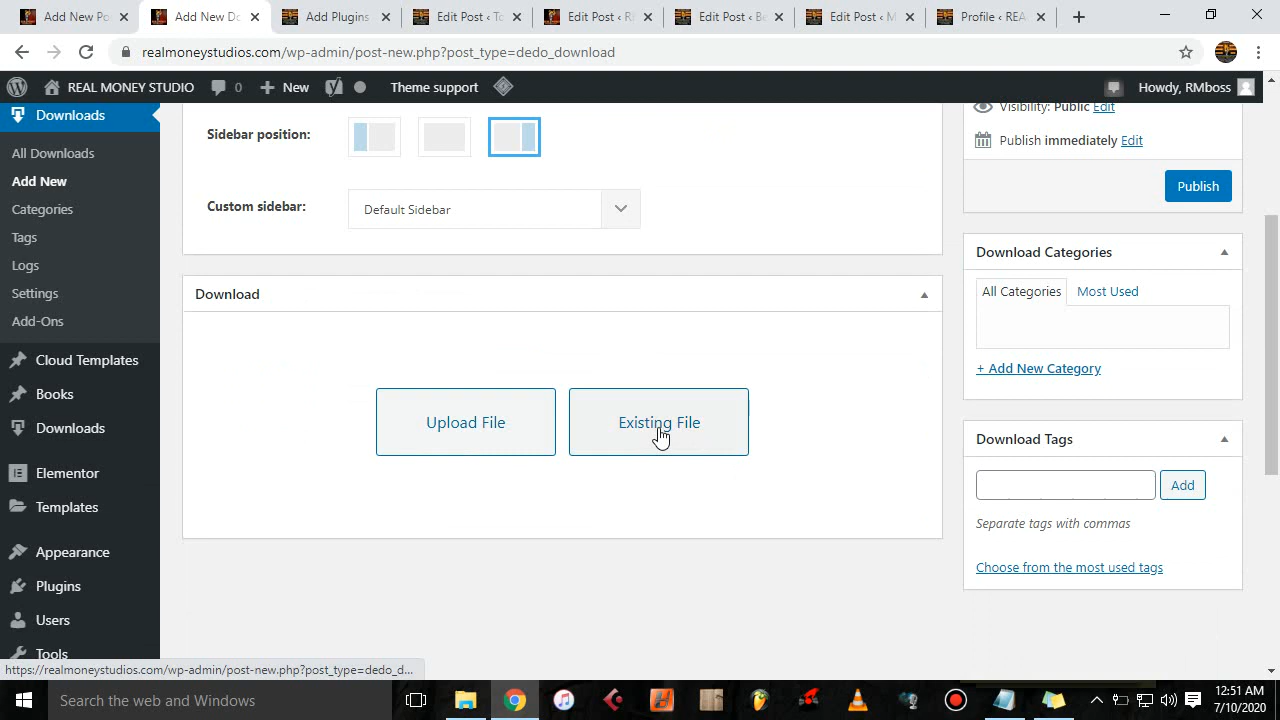 Add New Po
Add New Do
Add Plugins
Edit Post ‹ To
Edit Post ‹ R
Edit Post ‹ Be
Edit Post ‹ M
Profile ‹ REA
realmoneystudios.com/wp-admin/post-new.php?post_type=dedo_download
REAL MONEY STUDIO
0
New
Theme support
Howdy, RMboss
Downloads
All Downloads
Add New
Categories
Tags
Logs
Settings
Add-Ons
Cloud Templates
Books
Downloads
Elementor
Templates
Appearance
Plugins
Users
Tools
Sidebar position:
Custom sidebar:
Default Sidebar
Download
Upload File
Existing File
Visibility: Public Edit
Publish immediately Edit
Publish
Download Categories
All Categories
Most Used
+ Add New Category
Download Tags
Add
Separate tags with commas
Choose from the most used tags
https://realmoneystudios.com/wp-admin/post-new.php?post_type=dedo_d...
Search the web and Windows
12:51 AM
7/10/2020